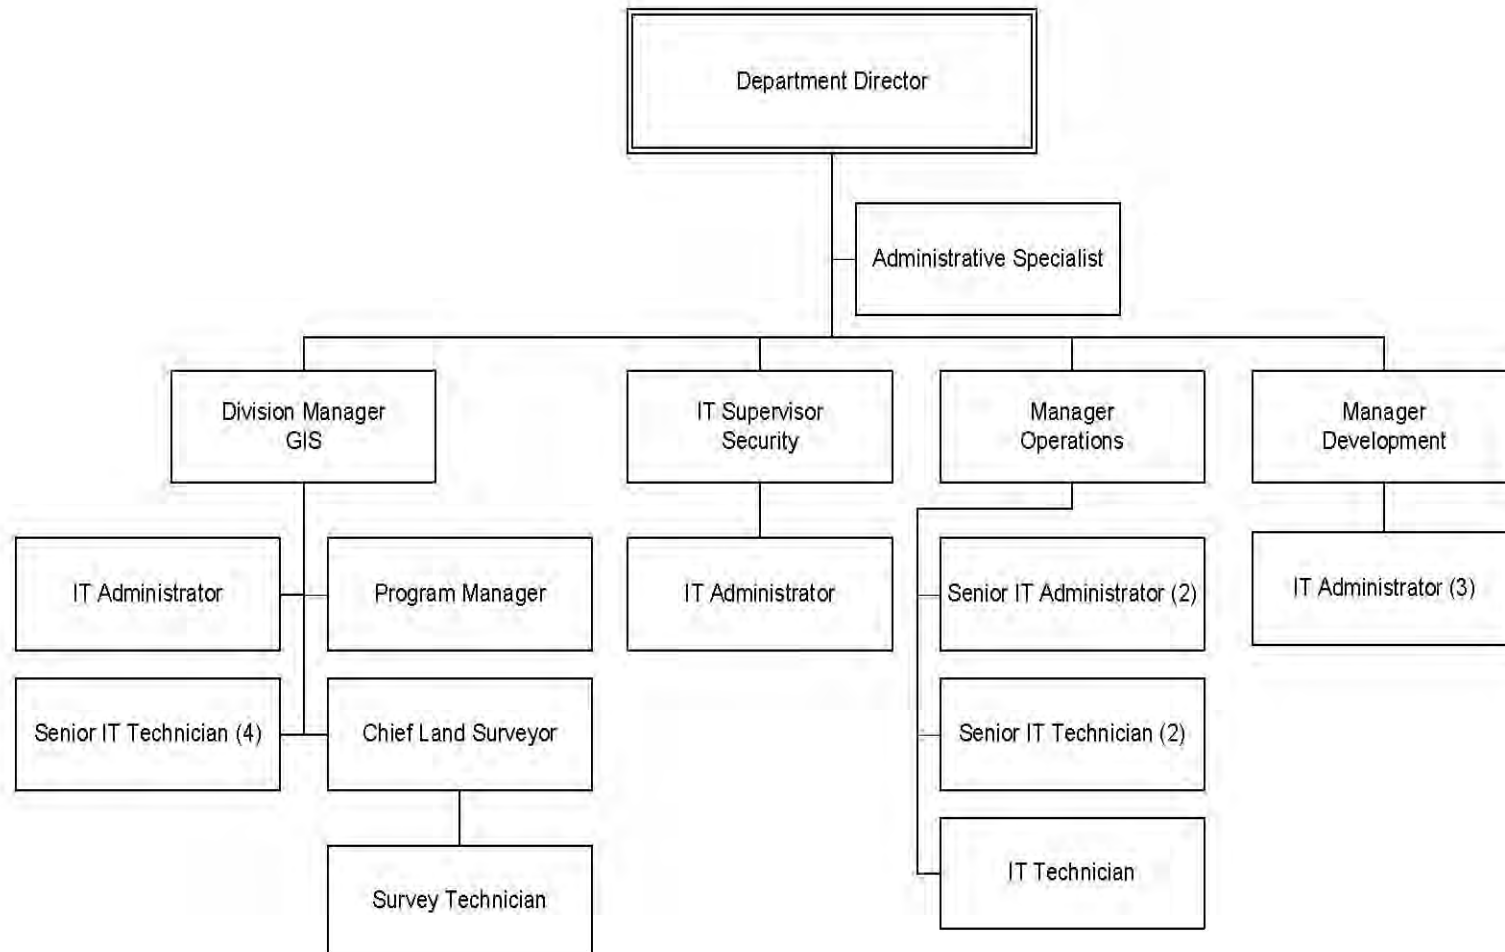 Department Director
Administrative Specialist
Division Manager
GIS
IT Supervisor
Security
Manager
Operations
Manager
Development
IT Administrator
Program Manager
IT Administrator
Senior IT Administrator (2)
IT Administrator (3)
Senior IT Technician (4)
Chief Land Surveyor
Senior IT Technician (2)
Survey Technician
IT Technician